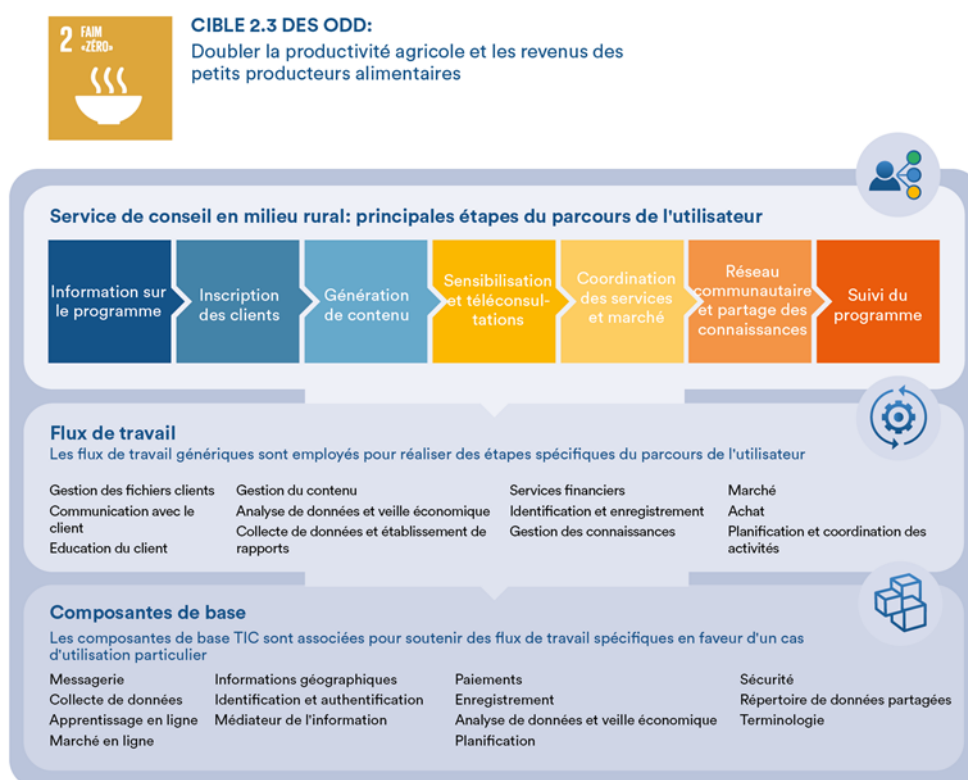 2 FAIM
«ZÉRO»
CIBLE 2.3 DES ODD:
Doubler la productivité agricole et les revenus des
petits producteurs alimentaires
Service de conseil en milieu rural: principales étapes du parcours de l'utilisateur
Information sur
le programme
Inscription
des clients
Génération
de contenu
Sensibilisation
et téléconsul-
tations
Coordination
des services
et marché
Réseau
communautaire
et partage des
connaissances
Suivi du
programme
Flux de travail
Les flux de travail génériques sont employés pour réaliser des étapes spécifiques du parcours de l'utilisateur
Gestion des fichiers clients
Communication avec le
client
Education du client
Gestion du contenu
Analyse de données et veille économique
Collecte de données et établissement de
rapports
Services financiers
Identification et enregistrement
Gestion des connaissances
Marché
Achat
Planification et coordination des
activités
Composantes de base
Les composantes de base TIC sont associées pour soutenir des flux de travail spécifiques en faveur d'un cas
d'utilisation particulier
Messagerie
Collecte de données
Apprentissage en ligne
Marché en ligne
Informations géographiques
Identification et authentification
Médiateur de l'information
Paiements
Enregistrement
Analyse de données et veille économique
Planification
Sécurité
Répertoire de données partagées
Terminologie